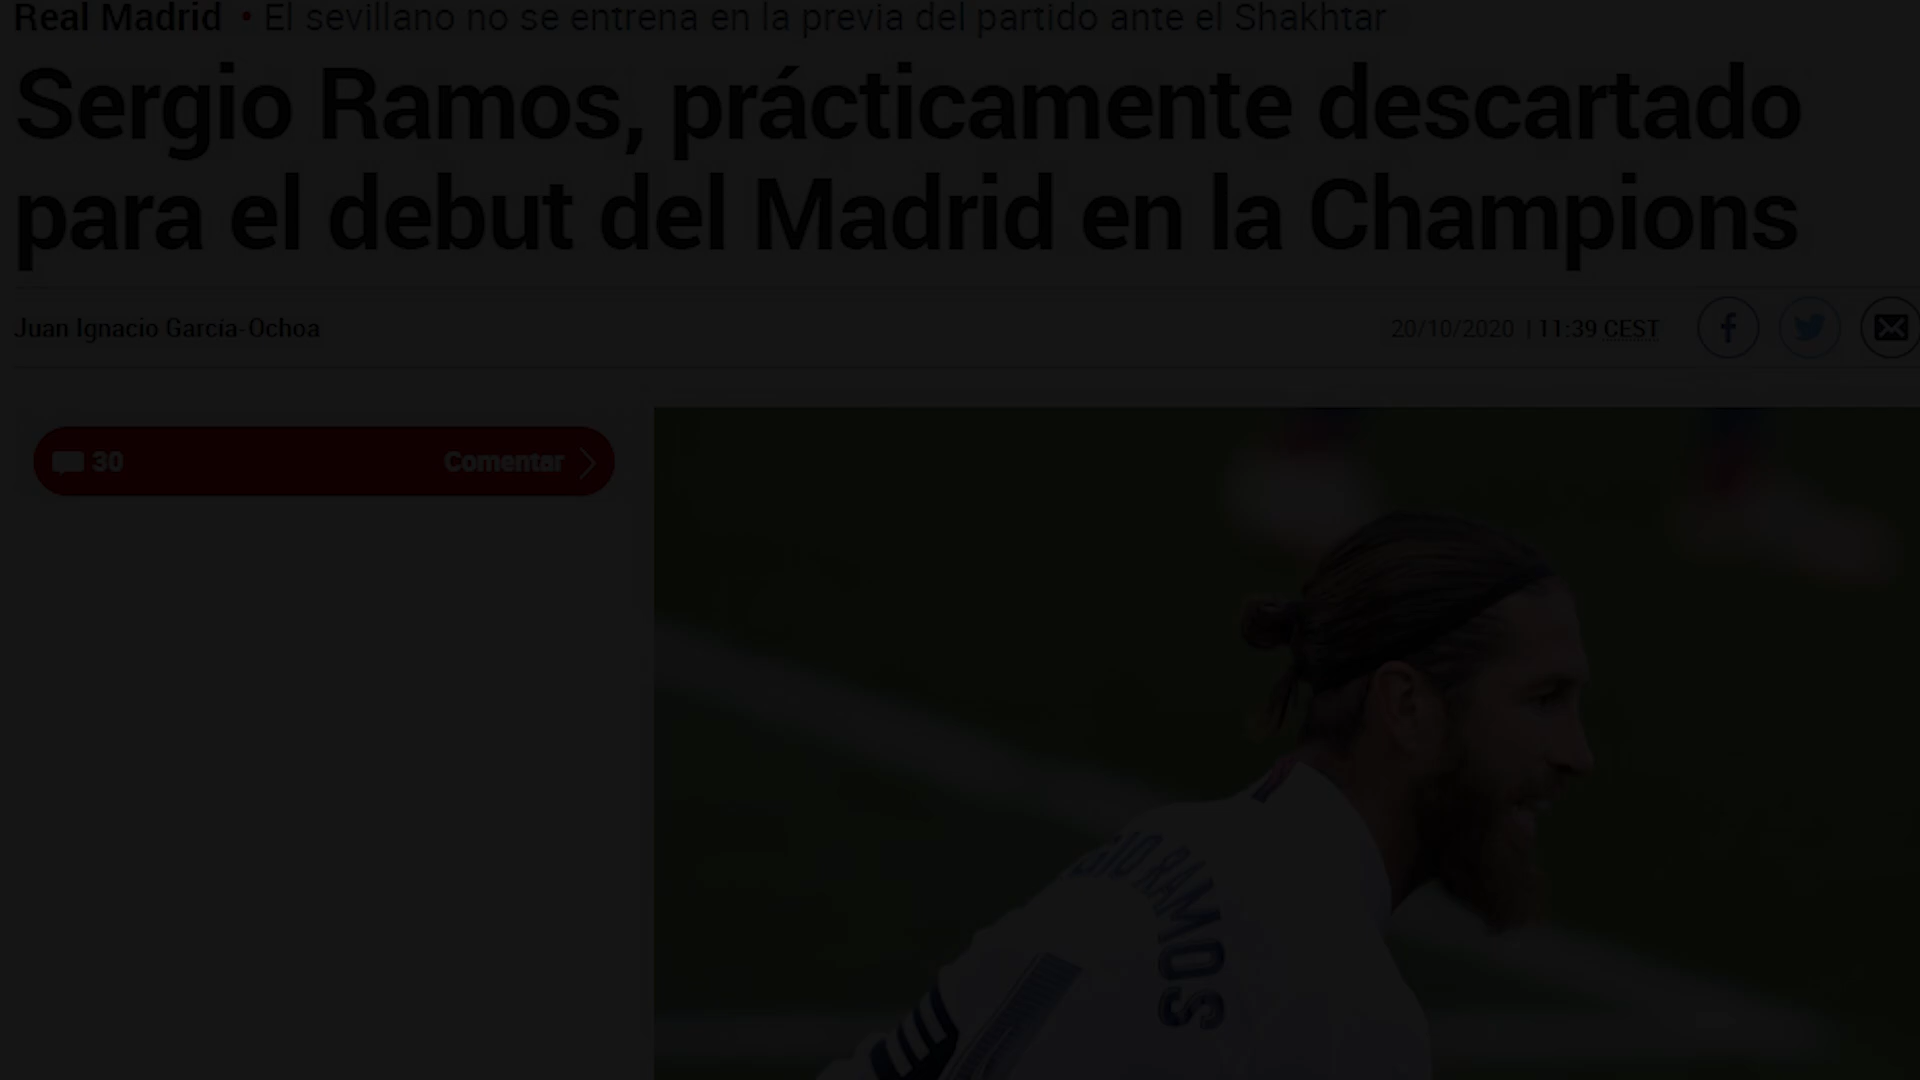 Real Madrid • El sevillano no se entrena en la previa del partido ante el Shakhtar
Sergio Ramos, prácticamente descartado
para el debut del Madrid en la Champions
Juan Ignacio García-Ochoa
20/10/2020 | 11:39 CEST
30 Comentar
RAMOS